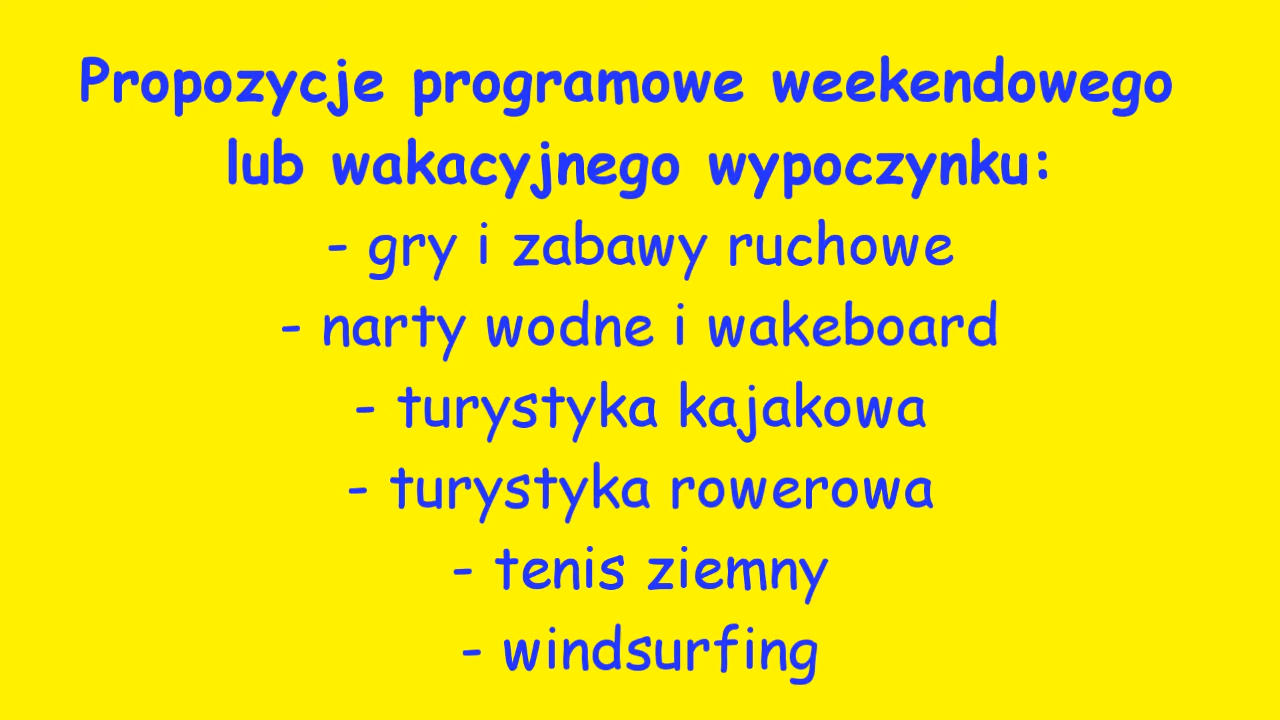 Propozycje programowe weekendowego
lub wakacyjnego wypoczynku:
- gry i zabawy ruchowe
- narty wodne i wakeboard
- turystyka kajakowa
- turystyka rowerowa
- tenis ziemny
- windsurfing